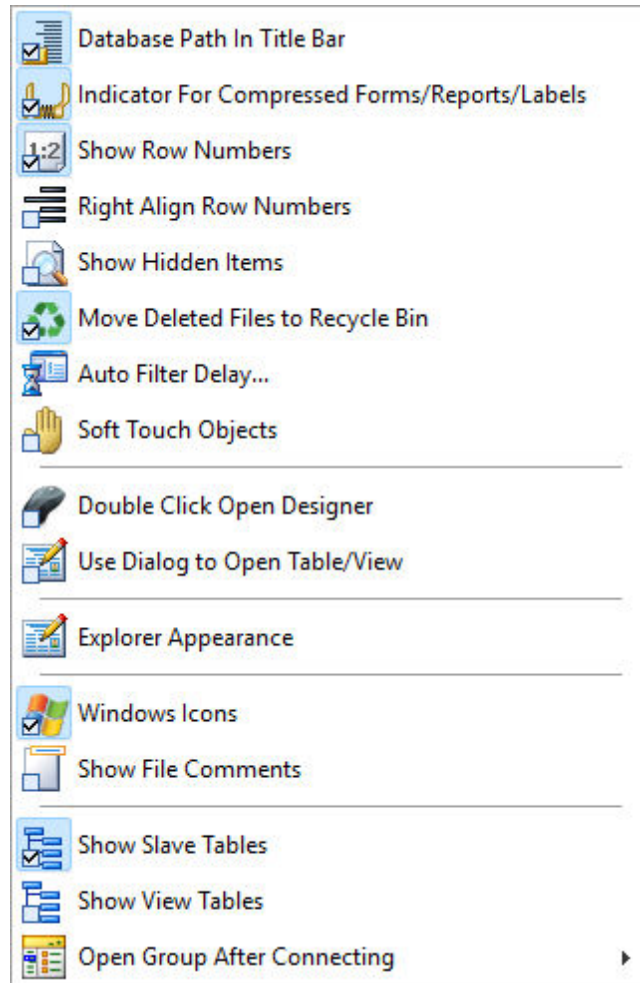 Database Path In Title Bar
Indicator For Compressed Forms/Reports/Labels
1:2 Show Row Numbers
Right Align Row Numbers
Show Hidden Items
Move Deleted Files to Recycle Bin
Auto Filter Delay...
Soft Touch Objects
Double Click Open Designer
Use Dialog to Open Table/View
Explorer Appearance
Windows Icons
Show File Comments
Show Slave Tables
Show View Tables
Open Group After Connecting